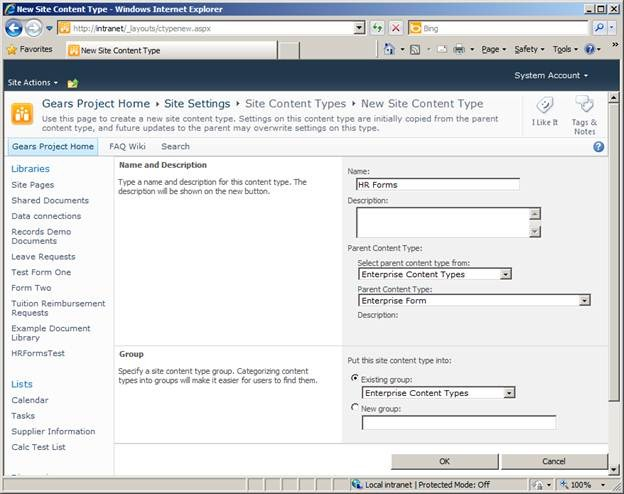 New Site Content Type - Windows Internet Explorer
http://intranet/_layouts/ctypenew.aspx
Bing
Favorites
New Site Content Type
Page
Safety
Tools
System Account
Site Actions
Gears Project Home
Site Settings
Site Content Types
New Site Content Type
Use this page to create a new site content type. Settings on this content type are initially copied from the parent
content type, and future updates to the parent may overwrite settings on this type.
I Like It
Tags &
Notes
Gears Project Home
FAQ Wiki
Search
Libraries
Site Pages
Shared Documents
Data connections
Records Demo
Documents
Leave Requests
Test Form One
Form Two
Tuition Reimbursement
Requests
Example Document
Library
HRFormsTest
Lists
Calendar
Tasks
Supplier Information
Calc Test List
Name and Description
Type a name and description for this content type. The
description will be shown on the new button.
Name:
HR Forms
Description:
Parent Content Type:
Select parent content type from:
Enterprise Content Types
Parent Content Type:
Enterprise Form
Description:
Group
Specify a site content type group. Categorizing content
types into groups will make it easier for users to find them.
Put this site content type into:
Existing group:
Enterprise Content Types
New group:
OK
Cancel
Local intranet | Protected Mode: Off
100%